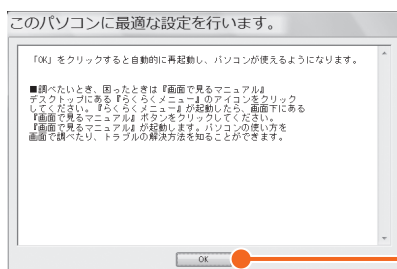 このパソコンに最適な設定を行います。
「OK」をクリックすると自動的に再起動し、パソコンが使えるようになります。
■調べたいとき、困ったときは『画面で見るマニュアル』
デスクトップにある『らくらくメニュー』のアイコンをクリック
してください。『らくらくメニュー』が起動したら、画面下にある
『画面で見るマニュアル』ボタンをクリックしてください。
『画面で見るマニュアル』が起動します。パソコンの使い方を
画面で調べたり、トラブルの解決方法を知ることができます。
OK